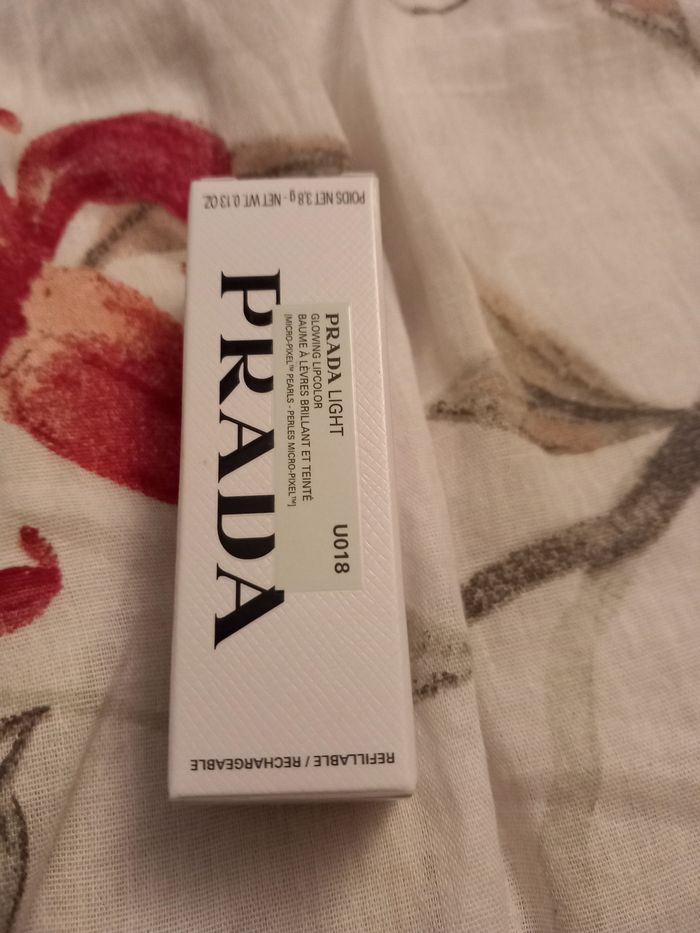 POIDS NET 3,8 g - NET WT. 0.13 OZ.
PRADA
PRADA LIGHT
GLOWING LIPCOLOR
BAUME À LÈVRES BRILLANT ET TEINTÉ
[MICRO-PIXEL™ PEARLS - PERLES MICRO-PIXEL™]
U018
REFILLABLE / RECHARGEABLE